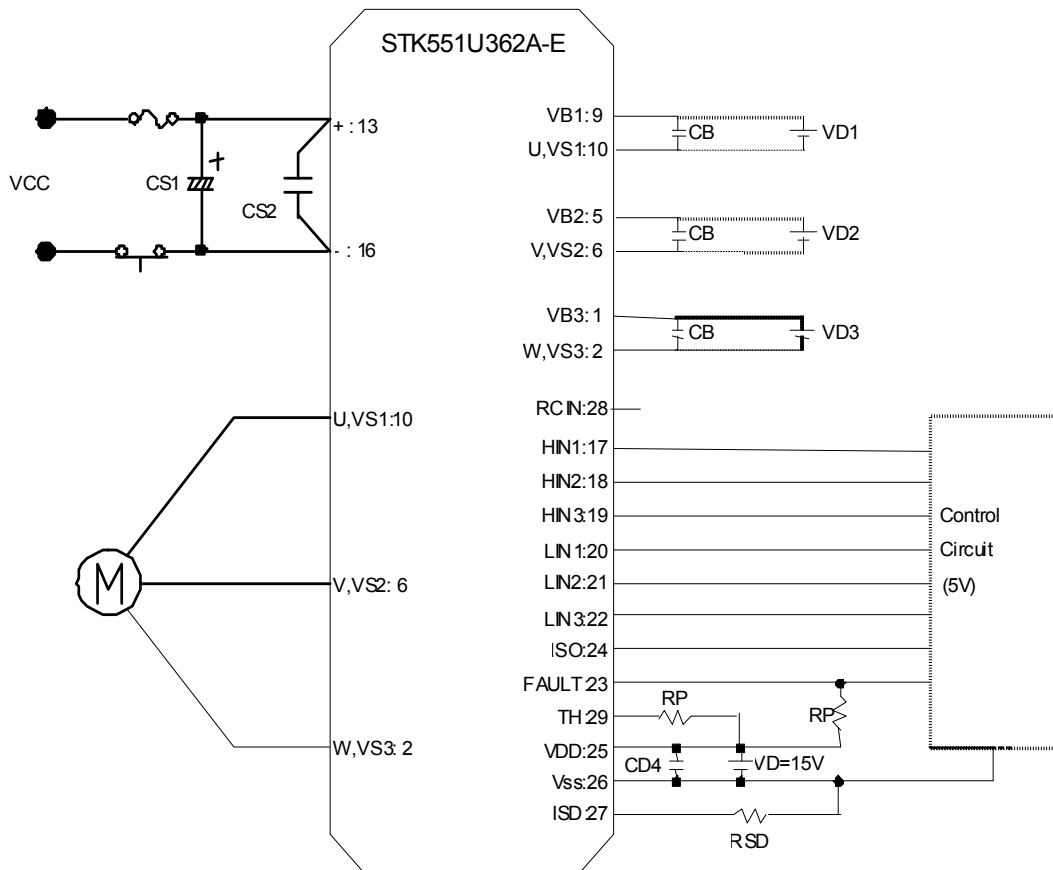 STK551U362A-E
VCC
CS1
+
CS2
+ : 13
- : 16
VB1: 9
U,VS1:10
CB
VD1
VB2: 5
V,VS2: 6
CB
VD2
VB3: 1
W,VS3: 2
CB
VD3
RCIN:28
HIN1:17
HIN2:18
HIN3:19
LIN1:20
LIN2:21
LIN3:22
ISO:24
FAULT:23
TH:29
VDD:25
Vss:26
ISD:27
Control
Circuit
(5V)
RP
RP
CD4
VD=15V
RSD
U,VS1:10
M
V,VS2: 6
W,VS3: 2